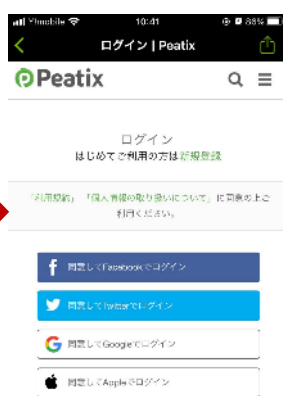 Y!mobile 10:41 88%
ログイン | Peatix
Peatix
ログイン
はじめてご利用の方は新規登録
「利用規約」「個人情報の取り扱いについて」に同意の上ご
利用ください。
同意してFacebookでログイン
同意してTwitterでログイン
同意してGoogleでログイン
同意してAppleでログイン